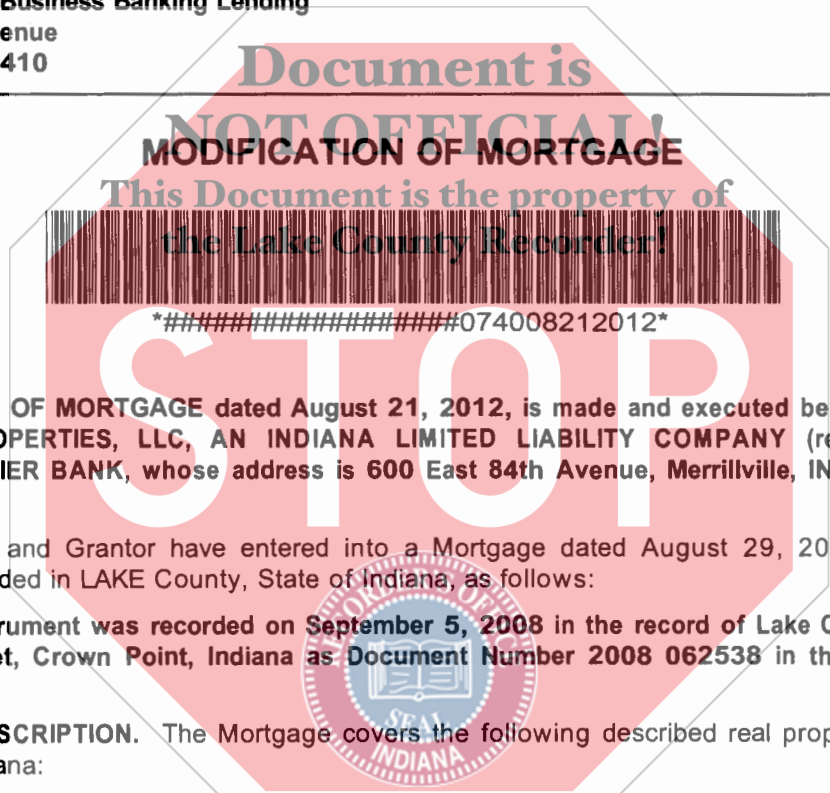 Business Banking Lending
enue
410
Document is
NOT OFFICIAL!
MODIFICATION OF MORTGAGE
This Document is the property of
the Lake County Recorder!
*####################074008212012*
STOP
OF MORTGAGE dated August 21, 2012, is made and executed be
OPERTIES, LLC, AN INDIANA LIMITED LIABILITY COMPANY (re
IER BANK, whose address is 600 East 84th Avenue, Merrillville, IN
and Grantor have entered into a Mortgage dated August 29, 20
ded in LAKE County, State of Indiana, as follows:
rument was recorded on September 5, 2008 in the record of Lake C
et, Crown Point, Indiana as Document Number 2008 062538 in th
RECORDER'S OFFICE
SEAL
INDIANA
SCRIPTION. The Mortgage covers the following described real prop
ana: